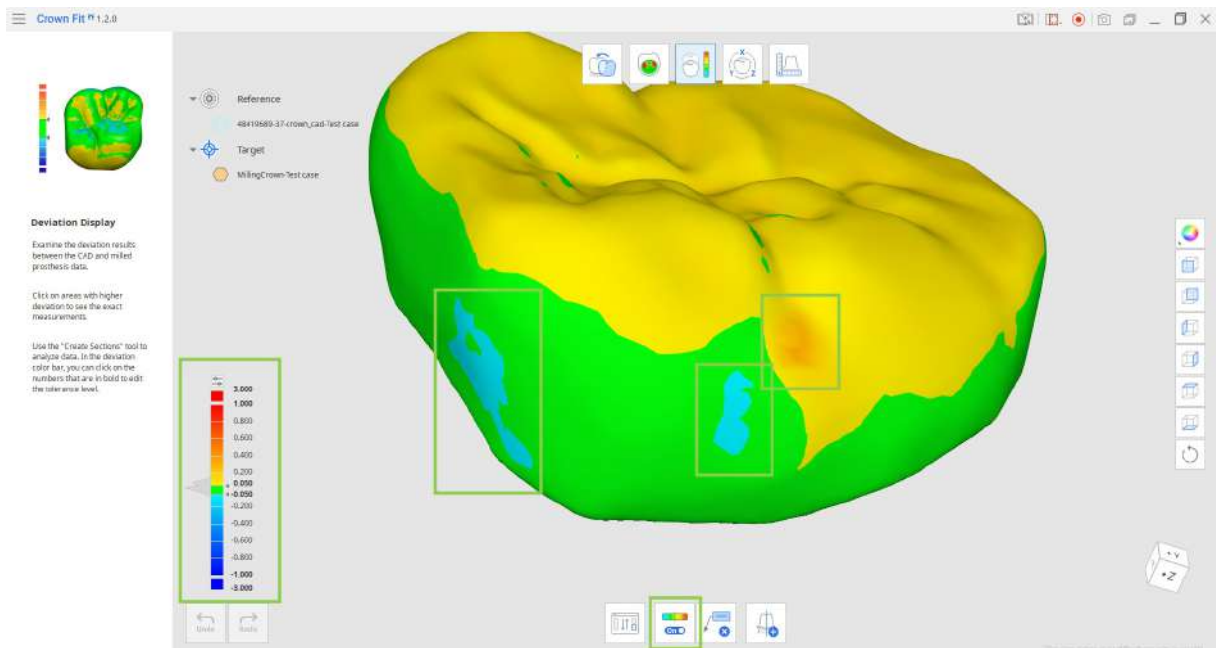 Crown Fit PI 1.2.0
Reference
48419689-37-crown_cad-Test case
Target
MillingCrown-Test case
Deviation Display
Examine the deviation results
between the CAD and milled
prosthesis data.
Click on areas with higher
deviation to see the exact
measurements.
Use the "Create Sections" tool to
analyze data. In the deviation
color bar, you can click on the
numbers that are in bold to edit
the tolerance level.
3.000
1.000
0.800
0.600
0.400
0.200
0.050
-0.050
-0.200
-0.400
-0.600
-0.800
-1.000
-3.000
Undo
Redo
On
X
Y
Z
+Y
+Z